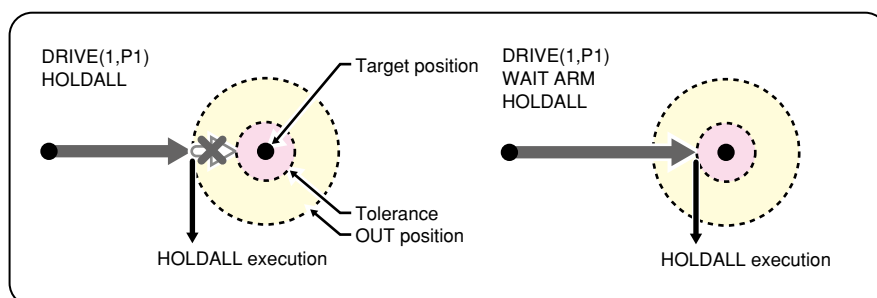 DRIVE(1,P1)
HOLDALL
Target position
Tolerance
OUT position
HOLDALL execution
DRIVE(1,P1)
WAIT ARM
HOLDALL
HOLDALL execution